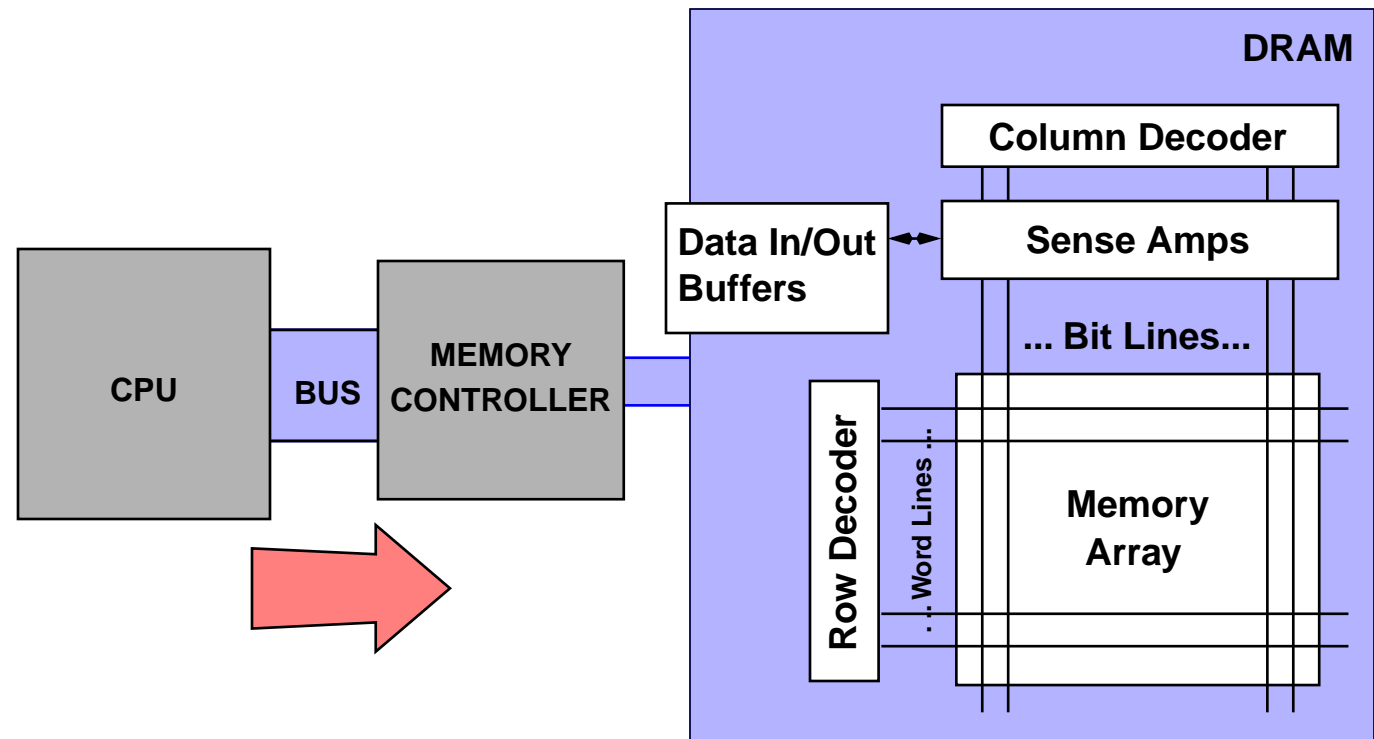 DRAM
Column Decoder
Data In/Out
Buffers
Sense Amps
... Bit Lines...
CPU
BUS
MEMORY
CONTROLLER
Row Decoder
. .. Word Lines ...
Memory
Array